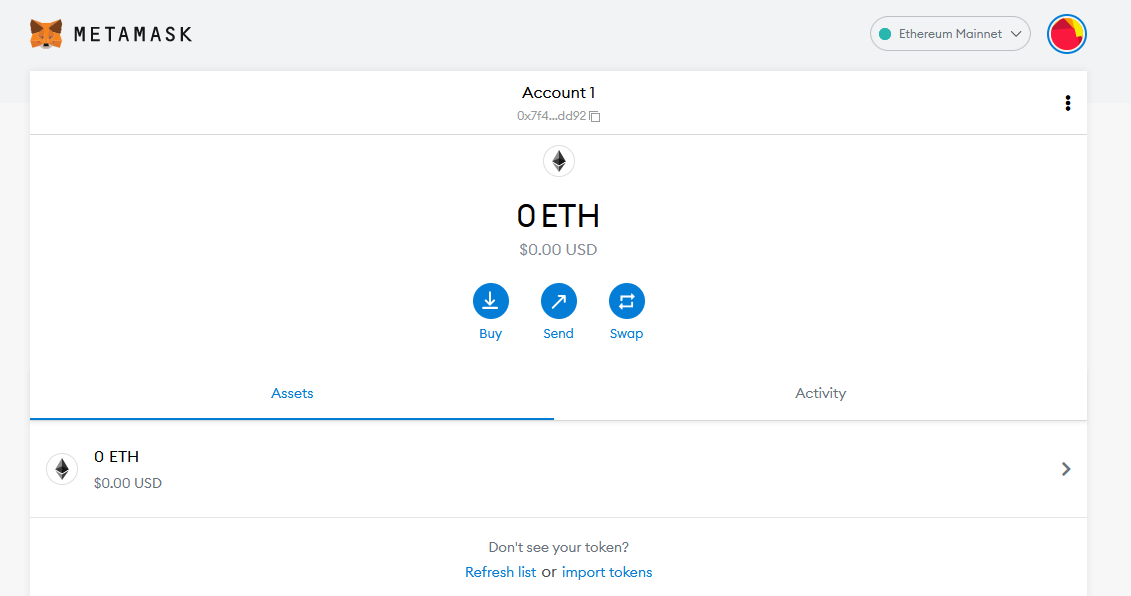 METAMASK
Ethereum Mainnet
Account 1
0x7f4...dd92
0 ETH
$0.00 USD
Buy Send Swap
Assets Activity
0 ETH
$0.00 USD
Don't see your token?
Refresh list or import tokens